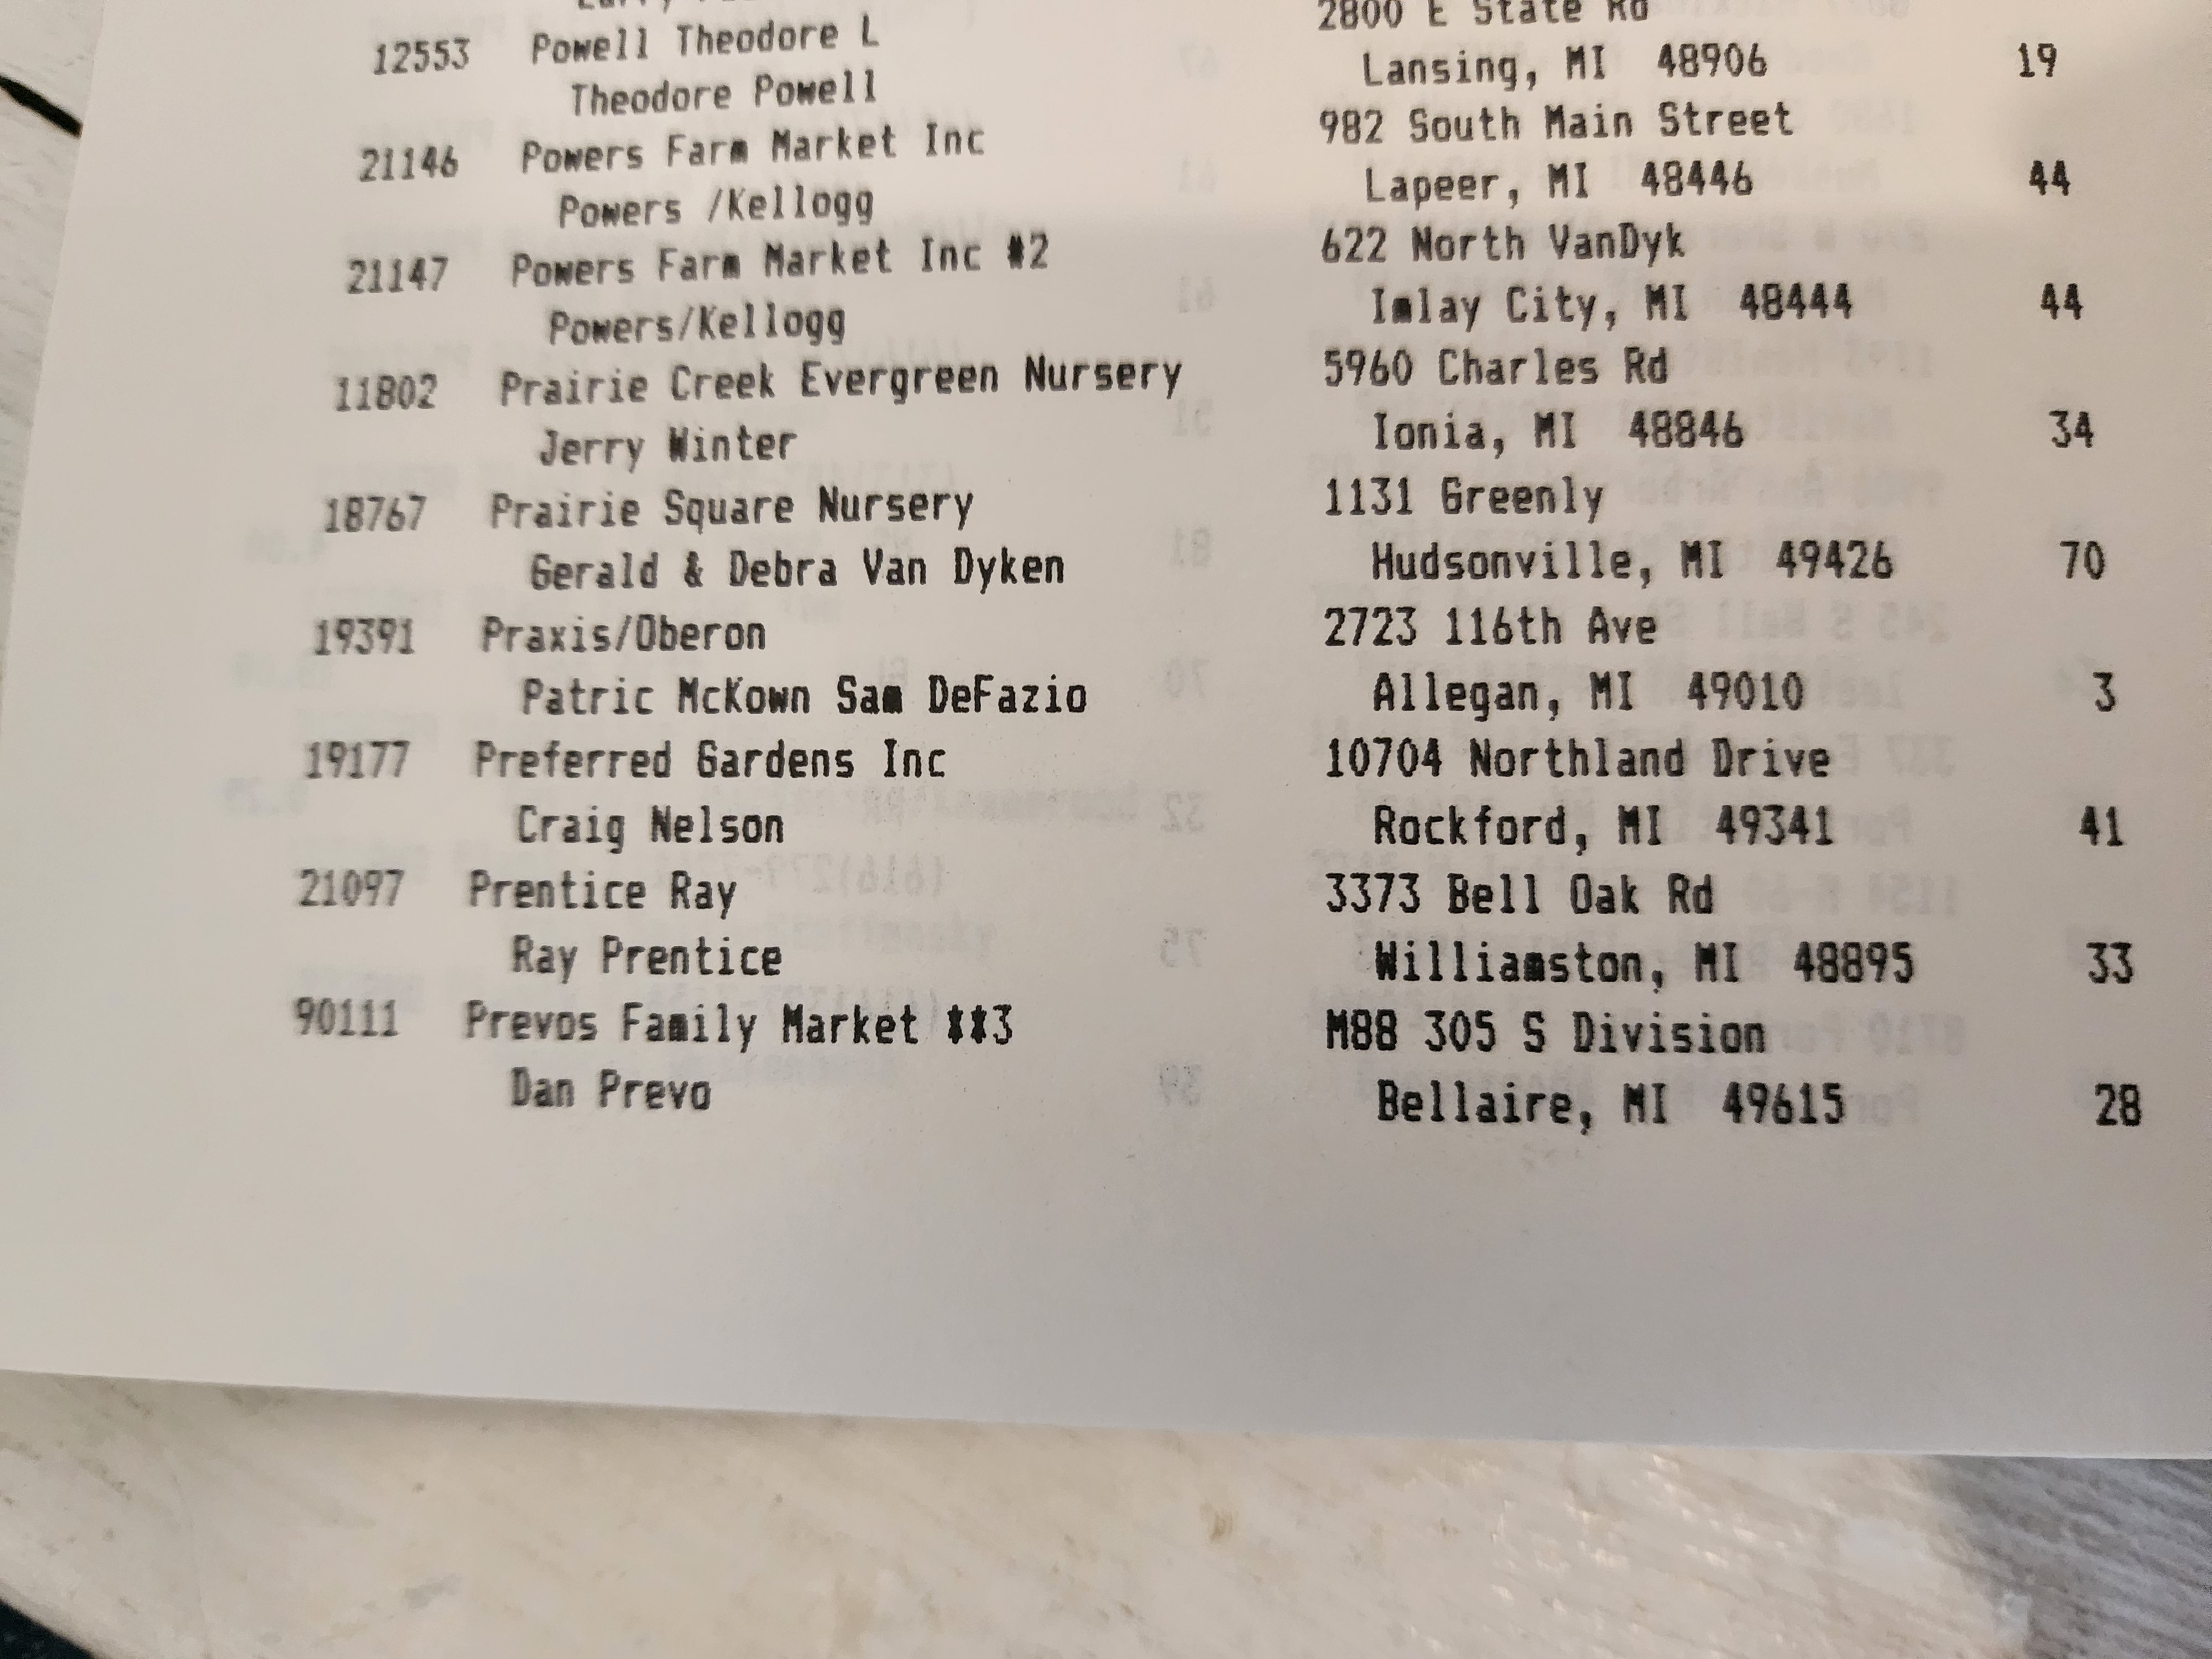 12553 Powell Theodore L 2800 E State Rd
Theodore Powell Lansing, MI 48906 19
21146 Powers Farm Market Inc 982 South Main Street
Powers /Kellogg Lapeer, MI 48446 44
21147 Powers Farm Market Inc #2 622 North VanDyk
Powers/Kellogg Imlay City, MI 48444 44
11802 Prairie Creek Evergreen Nursery 5960 Charles Rd
Jerry Winter Ionia, MI 48846 34
18767 Prairie Square Nursery 1131 Greenly
Gerald & Debra Van Dyken Hudsonville, MI 49426 70
19391 Praxis/Oberon 2723 116th Ave
Patric McKown Sam DeFazio Allegan, MI 49010 3
19177 Preferred Gardens Inc 10704 Northland Drive
Craig Nelson Rockford, MI 49341 41
21097 Prentice Ray 3373 Bell Oak Rd
Ray Prentice Williamston, MI 48895 33
90111 Prevos Family Market ##3 M88 305 S Division
Dan Prevo Bellaire, MI 49615 28